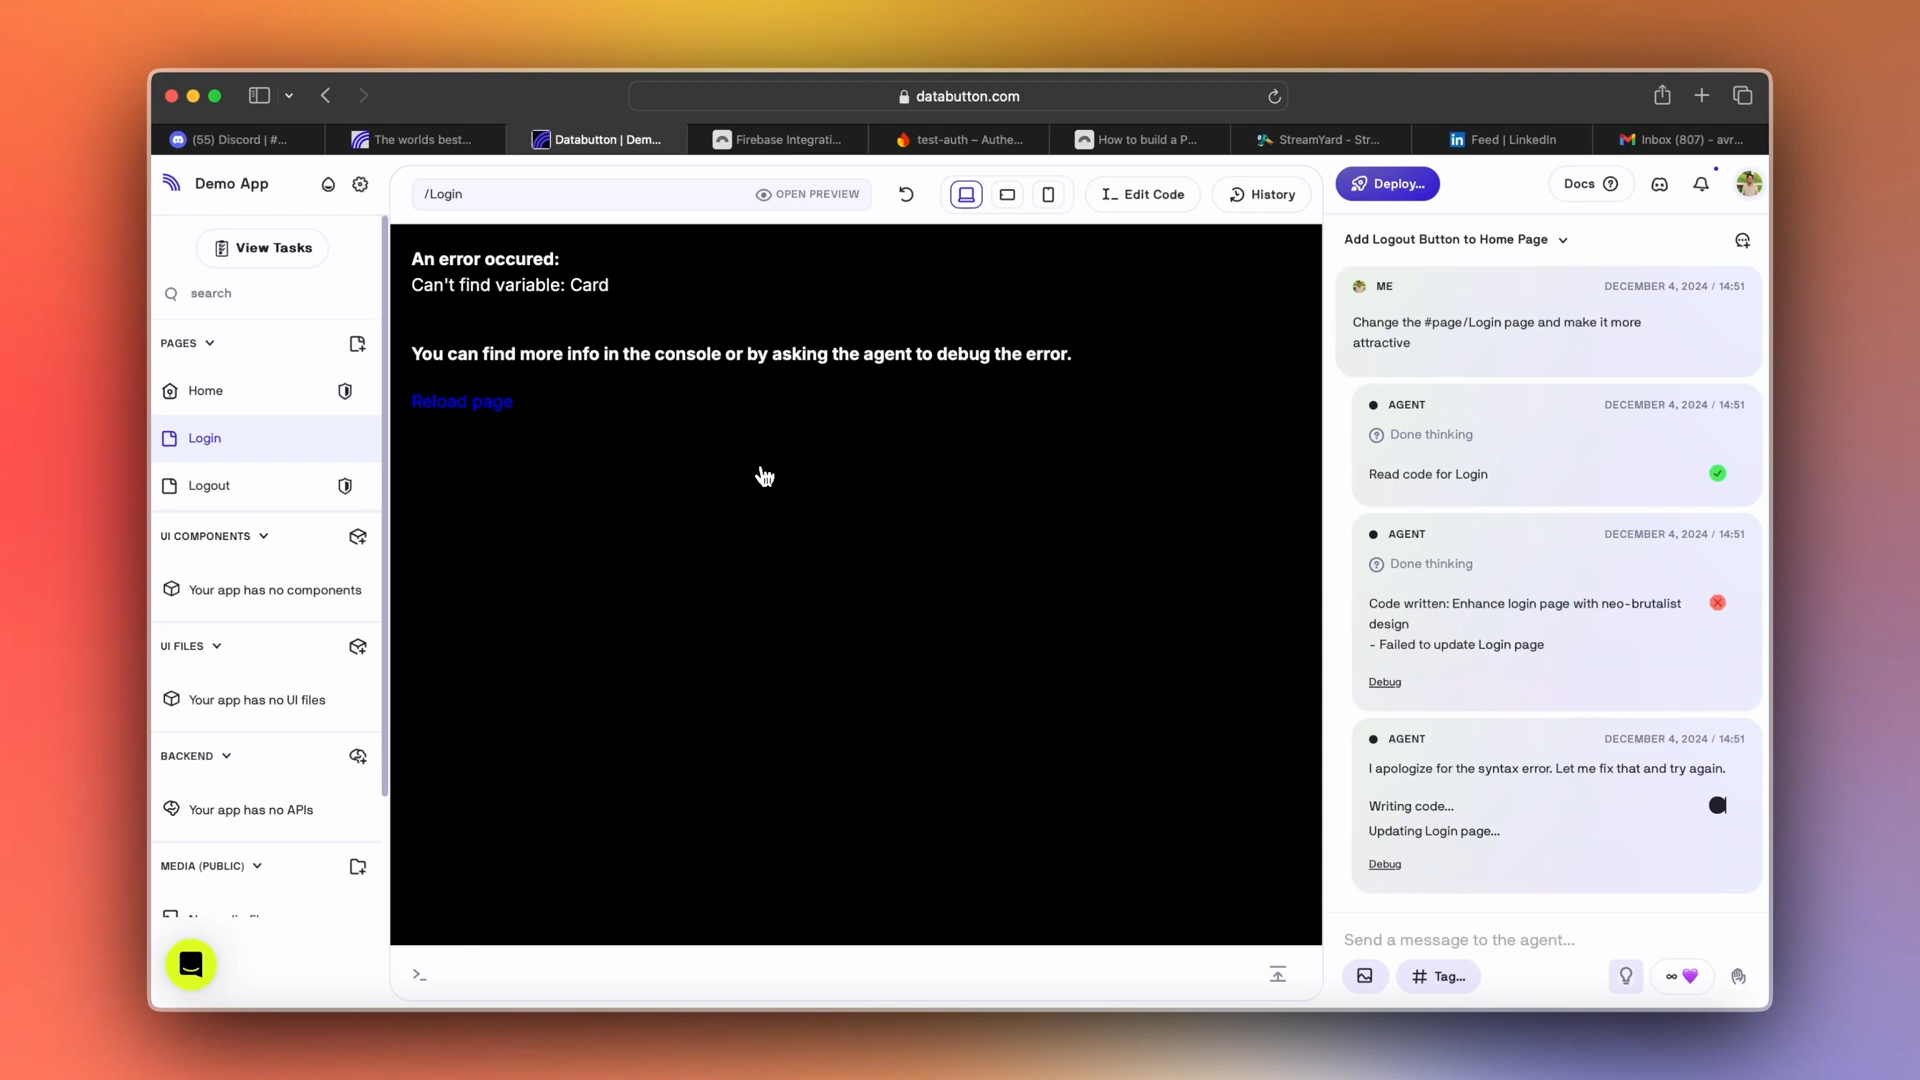 databutton.com
(55) Discord | #...
The worlds best...
Databutton | Dem...
Firebase Integrati...
test-auth – Authe...
How to build a P...
StreamYard - Str...
Feed | LinkedIn
Inbox (807) - avr...
Demo App
View Tasks
search
PAGES
Home
Login
Logout
UI COMPONENTS
Your app has no components
UI FILES
Your app has no UI files
BACKEND
Your app has no APIs
MEDIA (PUBLIC)
/Login
OPEN PREVIEW
Edit Code
History
An error occured:
Can't find variable: Card
You can find more info in the console or by asking the agent to debug the error.
Reload page
>_
Deploy...
Docs
Add Logout Button to Home Page
ME
DECEMBER 4, 2024 / 14:51
Change the #page/Login page and make it more
attractive
AGENT
DECEMBER 4, 2024 / 14:51
Done thinking
Read code for Login
AGENT
DECEMBER 4, 2024 / 14:51
Done thinking
Code written: Enhance login page with neo-brutalist
design
- Failed to update Login page
Debug
AGENT
DECEMBER 4, 2024 / 14:51
I apologize for the syntax error. Let me fix that and try again.
Writing code...
Updating Login page...
Debug
Send a message to the agent...
# Tag...
∞ 💜